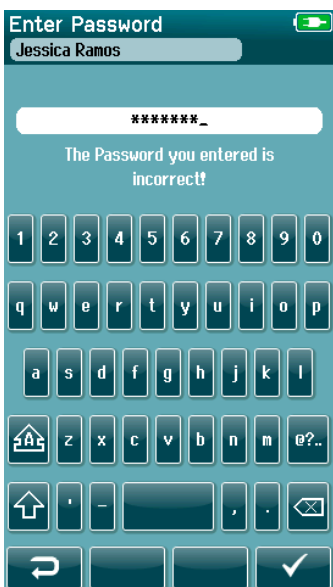 Enter Password
Jessica Ramos
*******_
The Password you entered is
incorrect!
1 2 3 4 5 6 7 8 9 0
q w e r t y u i o p
a s d f g h j k l
A z x c v b n m @?..
' - , .